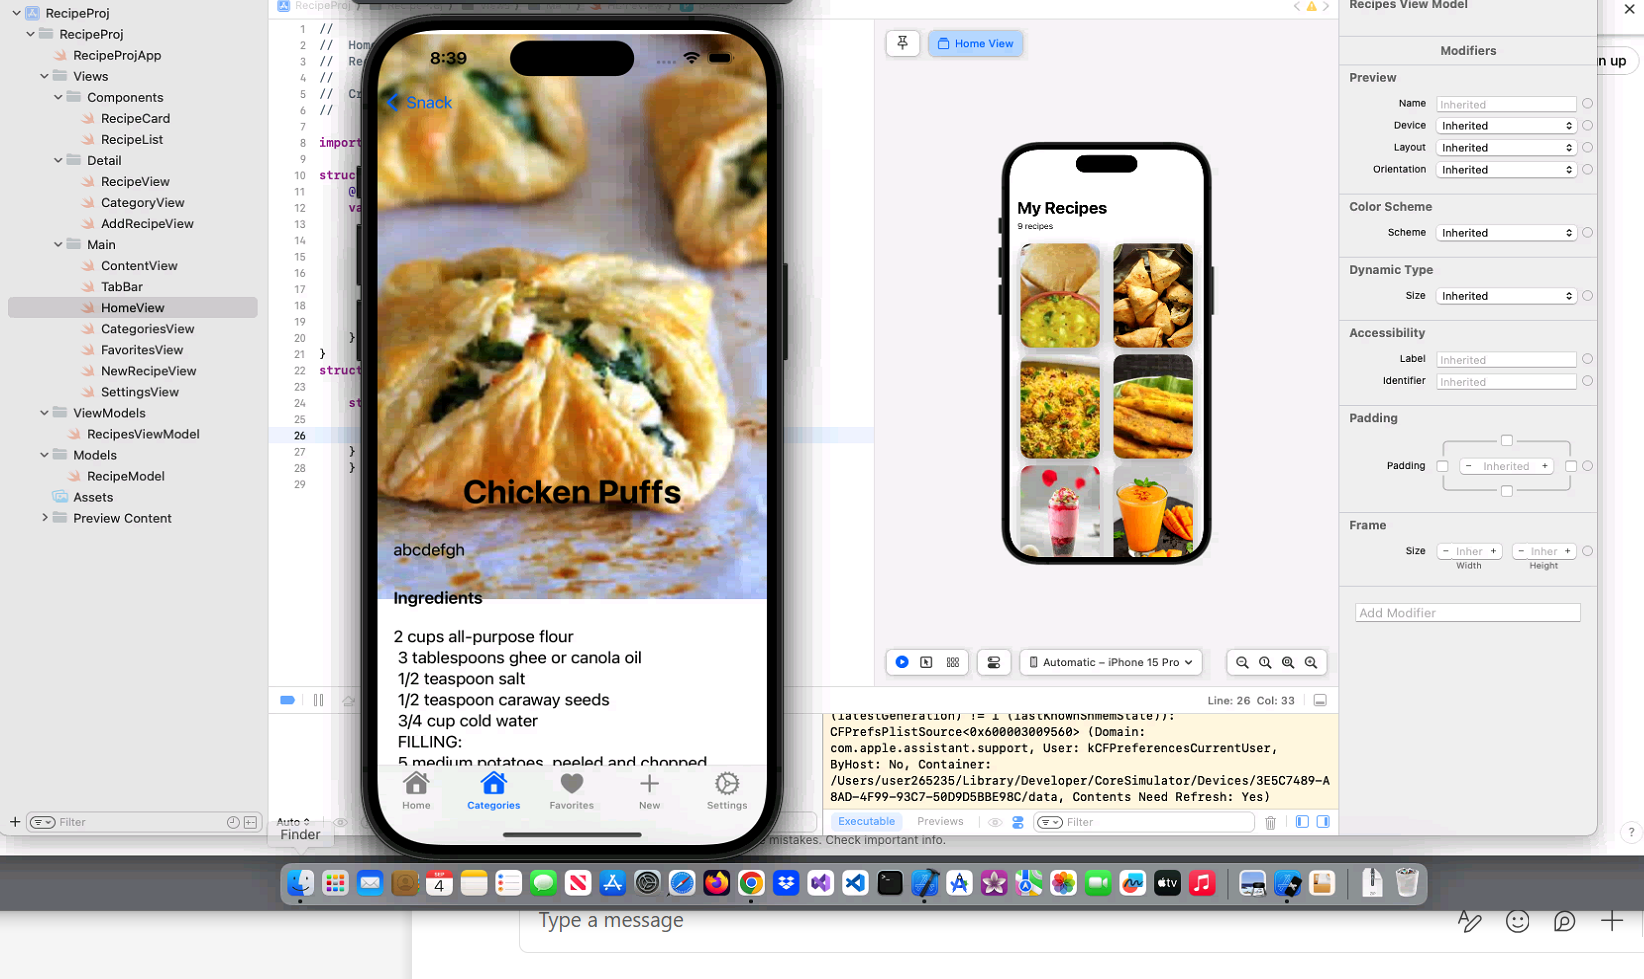 RecipeProj
RecipeProj
RecipeProjApp
Views
Components
RecipeCard
RecipeList
Detail
RecipeView
CategoryView
AddRecipeView
Main
ContentView
TabBar
HomeView
CategoriesView
FavoritesView
NewRecipeView
SettingsView
ViewModels
RecipesViewModel
Models
RecipeModel
Assets
Preview Content
Filter
RecipeProj
1 //
2 // Hom
3 // Re
4 //
5 // Cr
6 //
7
8 import
9
10 struc
11 @
12 va
13
14
15
16
17
18
19
20 }
21 }
22 struct
23
24 st
25
26
27 }
28 }
29
8:39
Snack
Chicken Puffs
abcdefgh
Ingredients
2 cups all-purpose flour
3 tablespoons ghee or canola oil
1/2 teaspoon salt
1/2 teaspoon caraway seeds
3/4 cup cold water
FILLING:
5 medium potatoes, peeled and chopped
Home
Categories
Favorites
New
Settings
Home View
My Recipes
9 recipes
Automatic – iPhone 15 Pro
Line: 26 Col: 33
(latestGeneration) != 1 (lastKnownShmemState)):
CFPrefsPlistSource<0x600003009560> (Domain:
com.apple.assistant.support, User: kCFPreferencesCurrentUser,
ByHost: No, Container:
/Users/user265235/Library/Developer/CoreSimulator/Devices/3E5C7489-A
8AD-4F99-93C7-50D9D5BBE98C/data, Contents Need Refresh: Yes)
Auto
Executable
Previews
Filter
Recipes View Model
Modifiers
Preview
Name Inherited
Device Inherited
Layout Inherited
Orientation Inherited
Color Scheme
Scheme Inherited
Dynamic Type
Size Inherited
Accessibility
Label Inherited
Identifier Inherited
Padding
Padding − Inherited +
Frame
Size − Inher + − Inher +
Width Height
Add Modifier
n up
?
Finder
mistakes. Check important info.
SEP
4
tv
Type a message